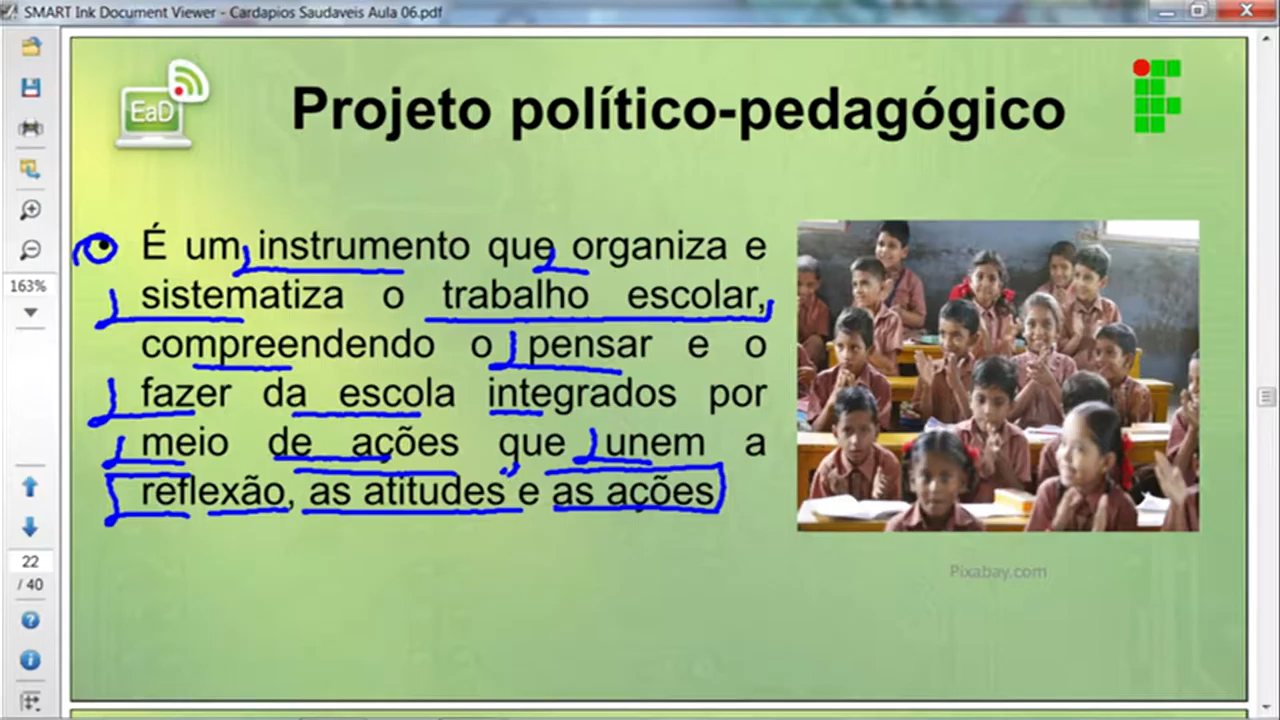 SMART Ink Document Viewer - Cardapios Saudaveis Aula 06.pdf
EaD
Projeto político-pedagógico
É um instrumento que organiza e
sistematiza o trabalho escolar,
compreendendo o pensar e o
fazer da escola integrados por
meio de ações que unem a
reflexão, as atitudes e as ações
Pixabay.com
163%
22
/ 40